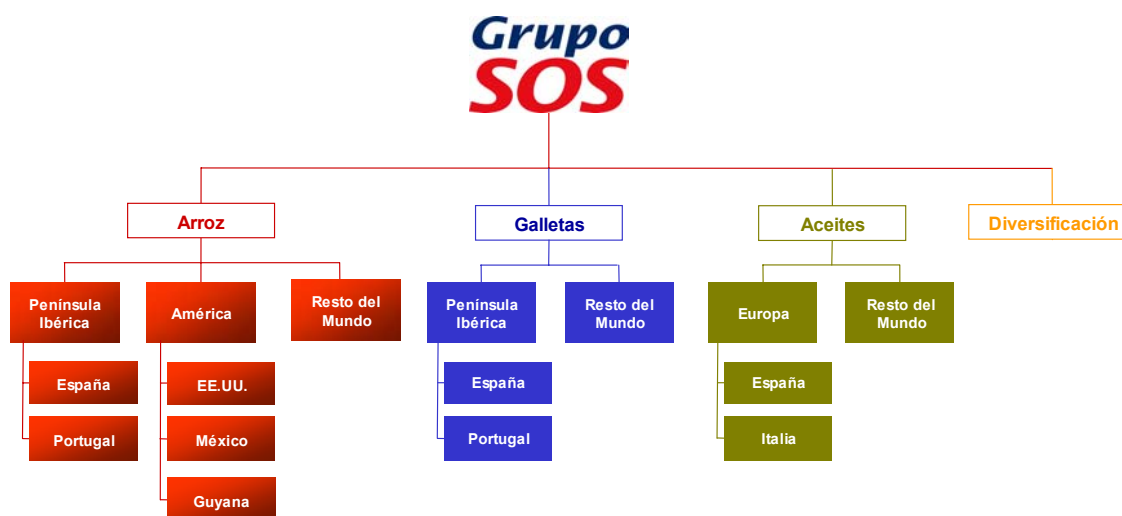 Grupo
SOS
Arroz
Galletas
Aceites
Diversificación
Península
Ibérica
América
Resto del
Mundo
Península
Ibérica
Resto del
Mundo
Europa
Resto del
Mundo
España
EE.UU.
España
España
Portugal
México
Portugal
Italia
Guyana